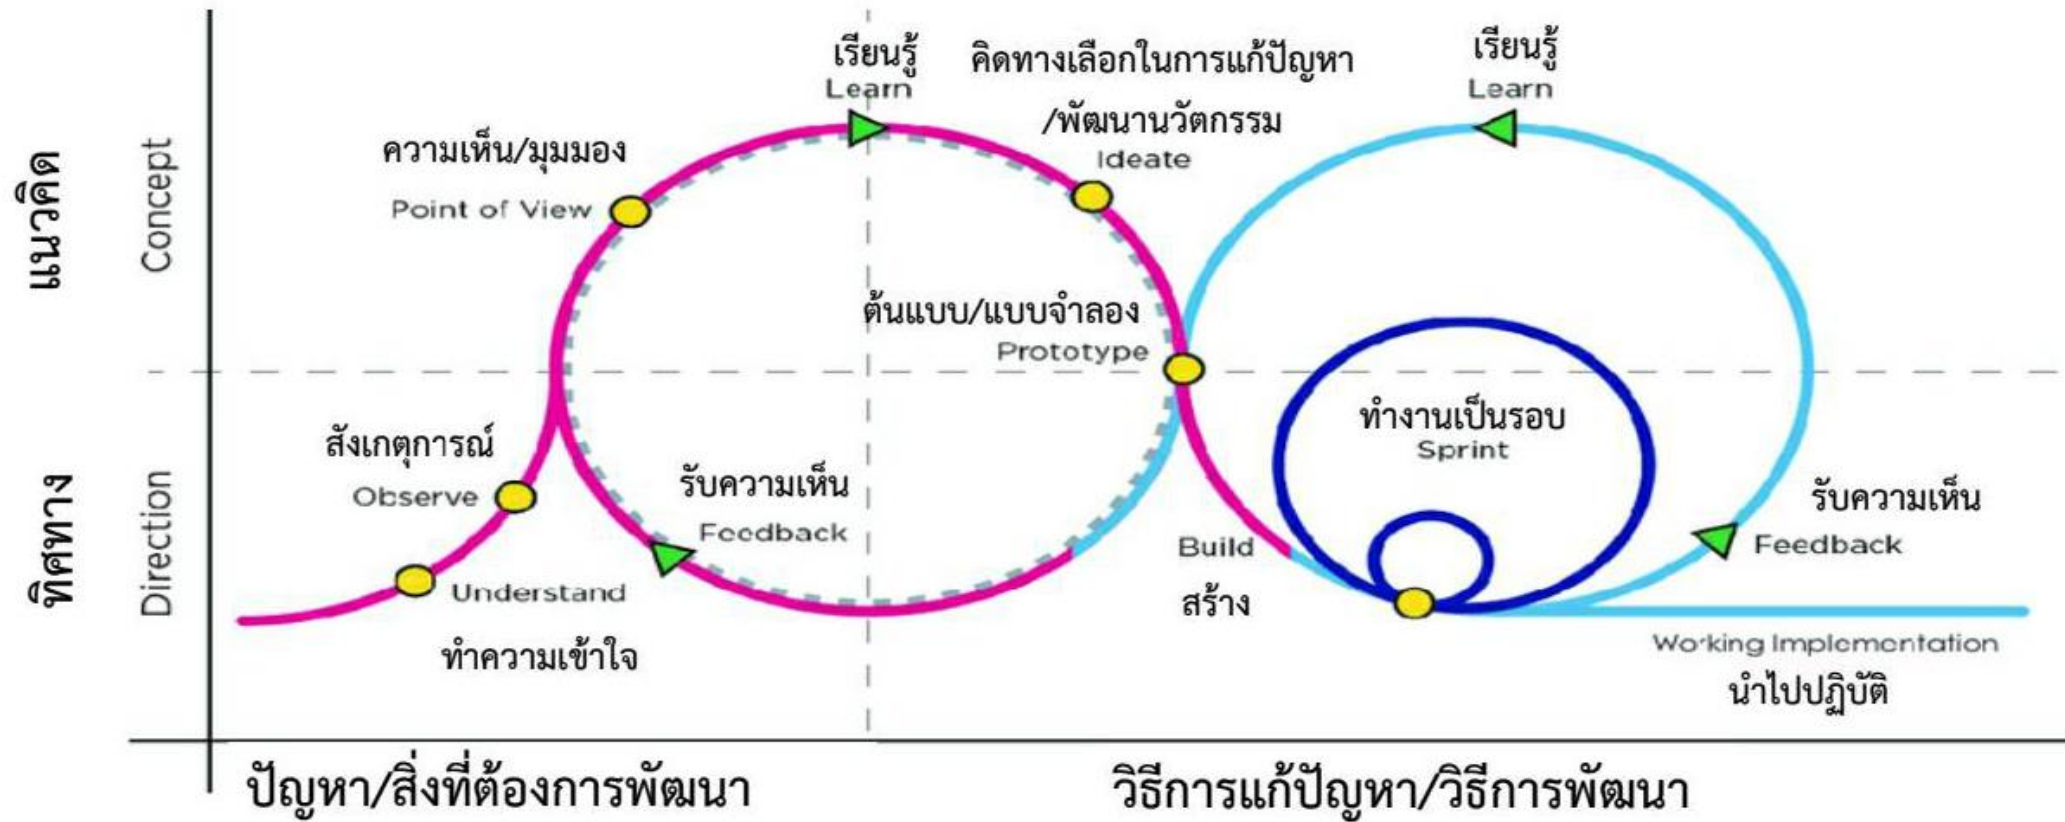 แนวคิด
Concept
ทิศทาง
Direction
เรียนรู้
Learn
คิดทางเลือกในการแก้ปัญหา
/พัฒนานวัตกรรม
Ideate
เรียนรู้
Learn
ความเห็น/มุมมอง
Point of View
ต้นแบบ/แบบจำลอง
Prototype
สังเกตุการณ์
Observe
รับความเห็น
Feedback
Understand
ทำความเข้าใจ
ทำงานเป็นรอบ
Sprint
Build
สร้าง
รับความเห็น
Feedback
Working Implementation
นำไปปฏิบัติ
ปัญหา/สิ่งที่ต้องการพัฒนา
วิธีการแก้ปัญหา/วิธีการพัฒนา